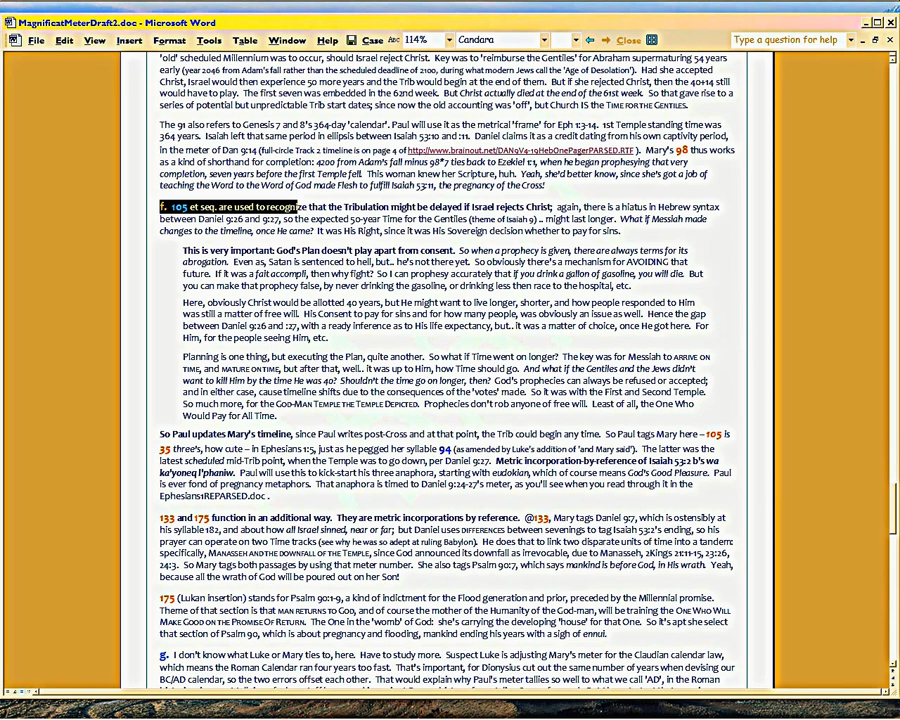 MagnificatMeterDraft2.doc - Microsoft Word
File Edit View Insert Format Tools Table Window Help Case ABC 114% Candara Close Type a question for help
'old' scheduled Millennium was to occur, should Israel reject Christ. Key was to 'reimburse the Gentiles' for Abraham supermaturing 54 years
early (year 2046 from Adam's fall rather than the scheduled deadline of 2100, during what modern Jews call the 'Age of Desolation'). Had she accepted
Christ, Israel would then experience 50 more years and the Trib would begin at the end of them. But if she rejected Him, then the 40+14 still
would have to play. The first seven was embedded in the 62nd week. But Christ actually died at the end of the 61st week. So that gave rise to a
series of potential but unpredictable Trib start dates; since now the old accounting was 'off', but Church IS the TIME FOR THE GENTILES.
The 91 also refers to Genesis 7 and 8's 364-day 'calendar'. Paul will use it as the metrical 'frame' for Eph 1:3-14. 1st Temple standing time was
364 years. Isaiah left that same period in ellipsis between Isaiah 53:10 and :11. Daniel claims it as a credit dating from his own captivity period,
in the meter of Dan 9:14 (full-circle Track 2 timeline is on page 4 of http://www.brainout.net/DAN9V4-19HebOnePagerPARSED.RTF ). Mary's 98 thus works
as a kind of shorthand for completion: 4200 from Adam's fall minus 98*7 ties back to Ezekiel 1:1, when he began prophesying that very
completion, seven years before the first Temple fell. This woman knew her Scripture, huh. Yeah, she'd better know, since she's got a job of
teaching the Word to the Word of God made Flesh to fulfill Isaiah 53:11, the pregnancy of the Cross!
f. 105 et seq. are used to recognize that the Tribulation might be delayed if Israel rejects Christ; again, there is a hiatus in Hebrew syntax
between Daniel 9:26 and 9:27, so the expected 50-year Time for the Gentiles (theme of Isaiah 9) .. might last longer. What if Messiah made
changes to the timeline, once He came? It was His Right, since it was His Sovereign decision whether to pay for sins.
This is very important: God's Plan doesn't play apart from consent. So when a prophecy is given, there are always terms for its
abrogation. Even as, Satan is sentenced to hell, but.. he's not there yet. So obviously there's a mechanism for AVOIDING that
future. If it was a fait accompli, then why fight? So I can prophesy accurately that if you drink a gallon of gasoline, you will die. But
you can make that prophecy false, by never drinking the gasoline, or drinking less then race to the hospital, etc.
Here, obviously Christ would be allotted 40 years, but He might want to live longer, shorter, and how people responded to Him
was still a matter of free will. His Consent to pay for sins and for how many people, was obviously an issue as well. Hence the gap
between Daniel 9:26 and :27, with a ready inference as to His life expectancy, but.. it was a matter of choice, once He got here. For
Him, for the people seeing Him, etc.
Planning is one thing, but executing the Plan, quite another. So what if Time went on longer? The key was for Messiah to ARRIVE ON
TIME, and MATURE ON TIME, but after that, well.. it was up to Him, how Time should go. And what if the Gentiles and the Jews didn't
want to kill Him by the time He was 40? Shouldn't the time go on longer, then? God's prophecies can always be refused or accepted;
and in either case, cause timeline shifts due to the consequences of the 'votes' made. So it was with the First and Second Temple.
So much more, for the GOD-MAN TEMPLE THE TEMPLE DEPICTED. Prophecies don't rob anyone of free will. Least of all, the One Who
Would Pay for All Time.
So Paul updates Mary's timeline, since Paul writes post-Cross and at that point, the Trib could begin any time. So Paul tags Mary here – 105 is
35 three's, how cute – in Ephesians 1:5, just as he pegged her syllable 94 (as amended by Luke's addition of 'and Mary said'). The latter was the
latest scheduled mid-Trib point, when the Temple was to go down, per Daniel 9:27. Metric incorporation-by-reference of Isaiah 53:2 b's wa
ka'yoneq l'phaniw. Paul will use this to kick-start his three anaphora, starting with eudokian, which of course means God's Good Pleasure. Paul
is ever fond of pregnancy metaphors. That anaphora is timed to Daniel 9:24-27's meter, as you'll see when you read through it in the
Ephesians1REPARSED.doc .
133 and 175 function in an additional way. They are metric incorporations by reference. @133, Mary tags Daniel 9:7, which is ostensibly at
his syllable 182, and about how all Israel sinned, near or far; but Daniel uses DIFFERENCES between sevenings to tag Isaiah 53:2's ending, so his
prayer can operate on two Time tracks (see why he was so adept at ruling Babylon). He does that to link two disparate units of time into a tandem:
specifically, MANASSEH AND THE DOWNFALL OF THE TEMPLE, since God announced its downfall as irrevocable, due to Manasseh, 2Kings 21:11-15, 23:26,
24:3. So Mary tags both passages by using that meter number. She also tags Psalm 90:7, which says mankind is before God, in His wrath. Yeah,
because all the wrath of God will be poured out on her Son!
175 (Lukan insertion) stands for Psalm 90:1-9, a kind of indictment for the Flood generation and prior, preceded by the Millennial promise.
Theme of that section is that MAN RETURNS TO GOD, and of course the mother of the Humanity of the God-man, will be training the ONE WHO WILL
MAKE GOOD ON THE PROMISE OF RETURN. The One in the 'womb' of God: she's carrying the developing 'house' for that One. So it's apt she select
that section of Psalm 90, which is about pregnancy and flooding, mankind ending his years with a sigh of ennui.
g. I don't know what Luke or Mary ties to, here. Have to study more. Suspect Luke is adjusting Mary's meter for the Claudian calendar law,
which means the Roman Calendar ran four years too fast. That's important, for Dionysius cut out the same number of years when devising our
BC/AD calendar, so the two errors offset each other. That would explain why Paul's meter tallies so well to what we call 'AD', in the Roman